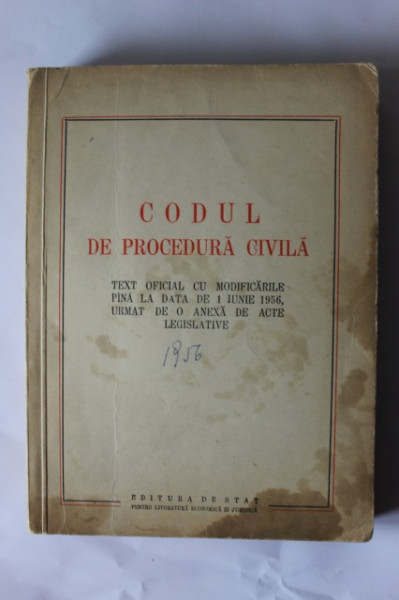 CODUL
DE PROCEDURĂ CIVILĂ
TEXT OFICIAL CU MODIFICĂRILE
PÎNĂ LA DATA DE 1 IUNIE 1956,
URMAT DE O ANEXĂ DE ACTE
LEGISLATIVE
1956
EDITURA DE STAT
PENTRU LITERATURĂ ECONOMICĂ ȘI JURIDICĂ